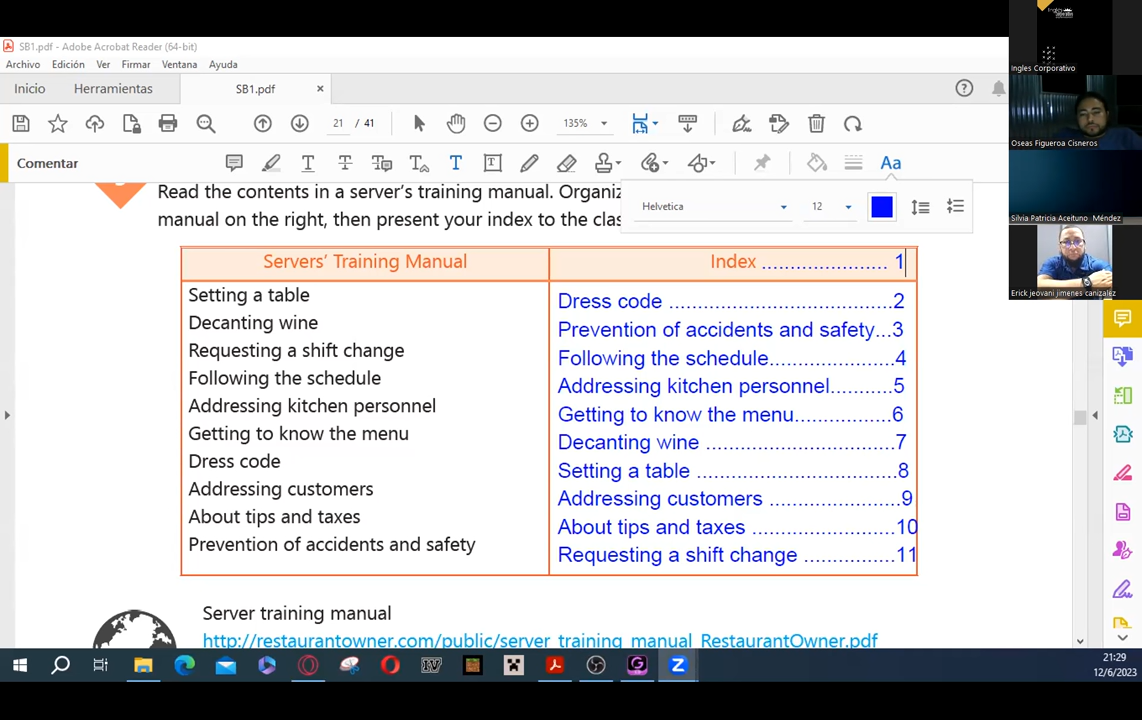 SB1.pdf - Adobe Acrobat Reader (64-bit)
Archivo Edición Ver Firmar Ventana Ayuda
Inicio Herramientas SB1.pdf ×
21 / 41 135%
Comentar
Aa
Helvetica 12
Read the contents in a server's training manual. Organiz
manual on the right, then present your index to the clas
Servers' Training Manual
Index ...................... 1
Setting a table
Decanting wine
Requesting a shift change
Following the schedule
Addressing kitchen personnel
Getting to know the menu
Dress code
Addressing customers
About tips and taxes
Prevention of accidents and safety
Dress code .......................................2
Prevention of accidents and safety...3
Following the schedule......................4
Addressing kitchen personnel...........5
Getting to know the menu..................6
Decanting wine ..................................7
Setting a table ....................................8
Addressing customers .......................9
About tips and taxes .........................10
Requesting a shift change ................11
Server training manual
http://restaurantowner.com/public/server_training_manual_RestaurantOwner.pdf
Ingles Corporativo
Oseas Figueroa Cisneros
Silvia Patricia Aceituno Méndez
Erick jeovani jimenes canizalez
21:29
12/6/2023